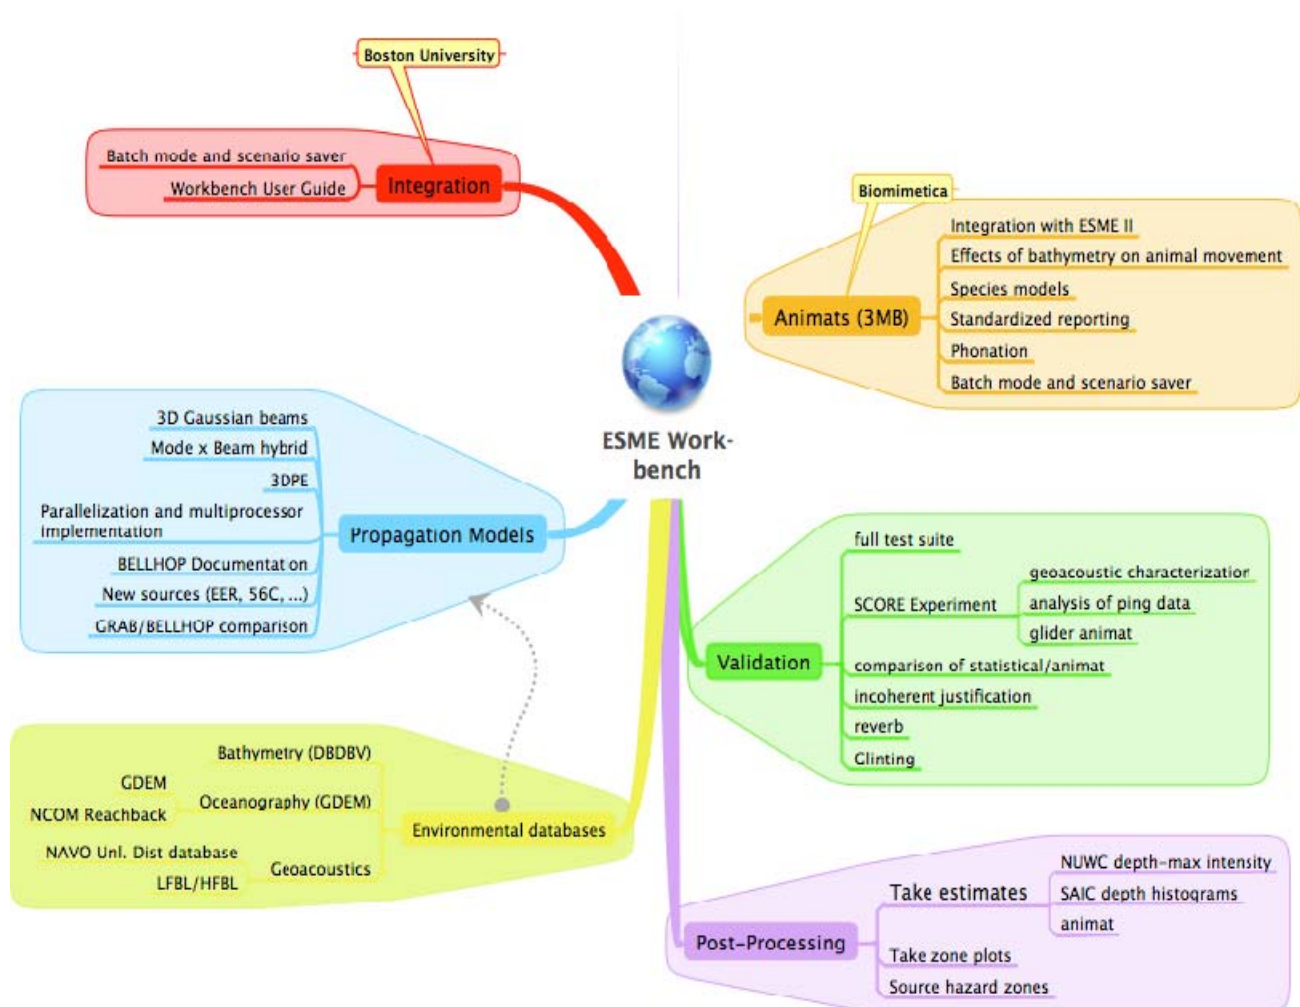 Boston University
Batch mode and scenario saver
Workbench User Guide
Integration
Biomimetica
Integration with ESME II
Effects of bathymetry on animal movement
Species models
Standardized reporting
Phonation
Batch mode and scenario saver
Animats (3MB)
ESME Work-
bench
3D Gaussian beams
Mode x Beam hybrid
3DPE
Parallelization and multiprocessor
implementation
BELLHOP Documentation
New sources (EER, 56C, ...)
GRAB/BELLHOP comparison
Propagation Models
full test suite
SCORE Experiment
geoacoustic characterization
analysis of ping data
glider animat
comparison of statistical/animat
incoherent justification
reverb
Glinting
Validation
Bathymetry (DBDBV)
GDEM
NCOM Reachback
Oceanography (GDEM)
NAVO Unl. Dist database
LFBL/HFBL
Geoacoustics
Environmental databases
Take estimates
NUWC depth-max intensity
SAIC depth histograms
animat
Take zone plots
Source hazard zones
Post-Processing